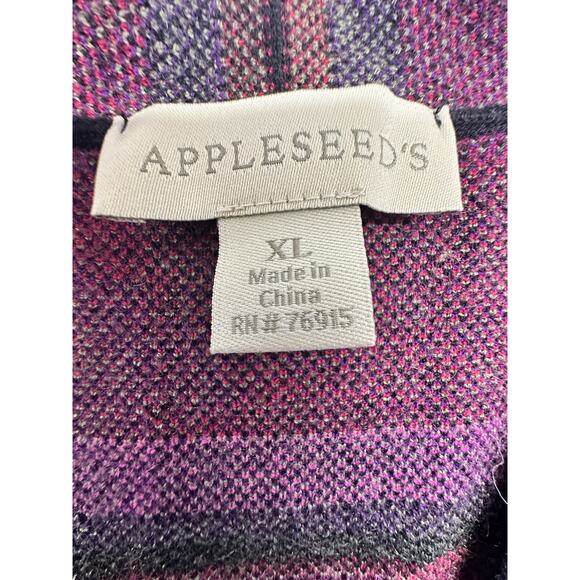 APPLESEED'S
XL
Made in
China
RN# 76915